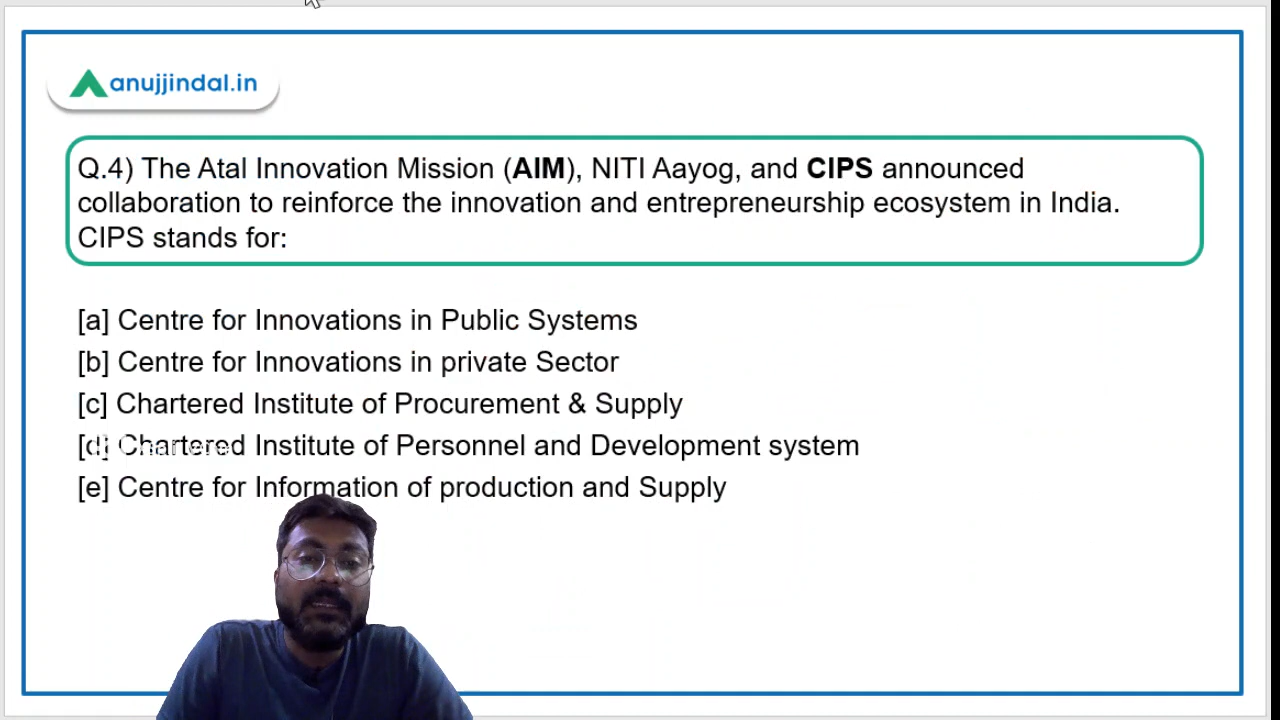 anujjindal.in
Q.4) The Atal Innovation Mission (AIM), NITI Aayog, and CIPS announced
collaboration to reinforce the innovation and entrepreneurship ecosystem in India.
CIPS stands for:
[a] Centre for Innovations in Public Systems
[b] Centre for Innovations in private Sector
[c] Chartered Institute of Procurement & Supply
[d] Chartered Institute of Personnel and Development system
[e] Centre for Information of production and Supply